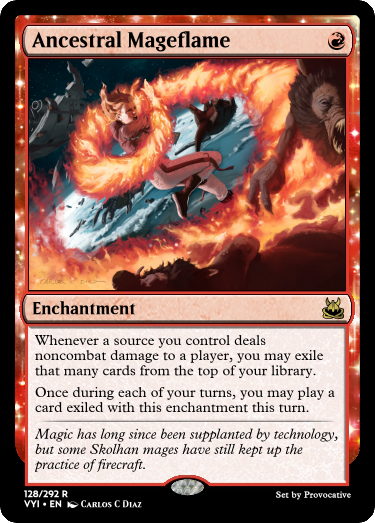 Ancestral Mageflame
Enchantment
Whenever a source you control deals
noncombat damage to a player, you may exile
that many cards from the top of your library.
Once during each of your turns, you may play a
card exiled with this enchantment this turn.
Magic has long since been supplanted by technology,
but some Skolhan mages have still kept up the
practice of firecraft.
128/292 R
VYI • EN Carlos C Diaz
Set by Provocative